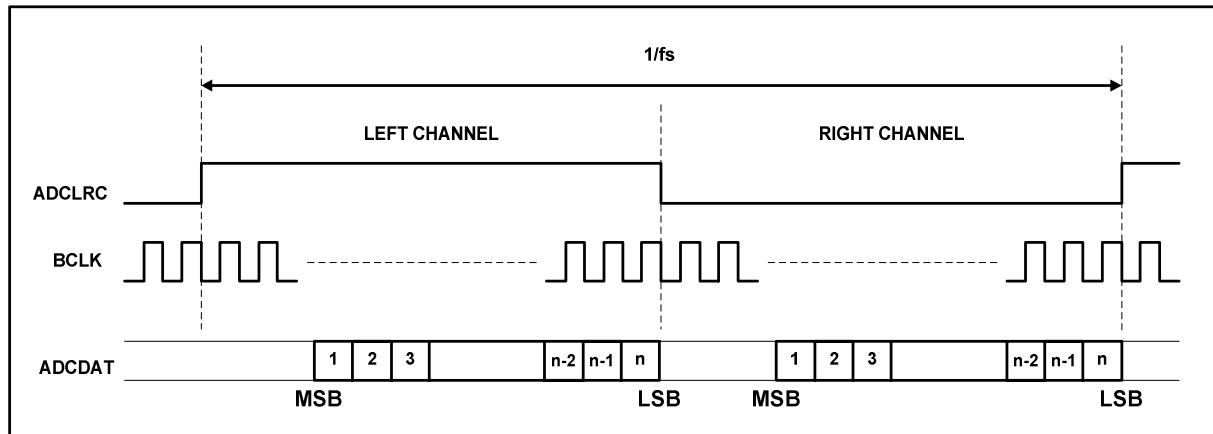 1/fs
LEFT CHANNEL
RIGHT CHANNEL
ADCLRC
BCLK
ADCDAT
1 2 3 n-2 n-1 n 1 2 3 n-2 n-1 n
MSB LSB MSB LSB